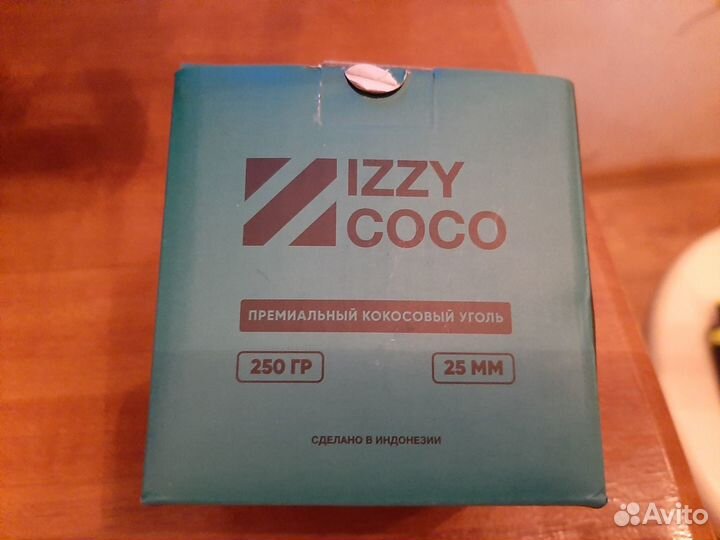 IZZY
COCO
ПРЕМИАЛЬНЫЙ КОКОСОВЫЙ УГОЛЬ
250 ГР
25 ММ
СДЕЛАНО В ИНДОНЕЗИИ
Avito